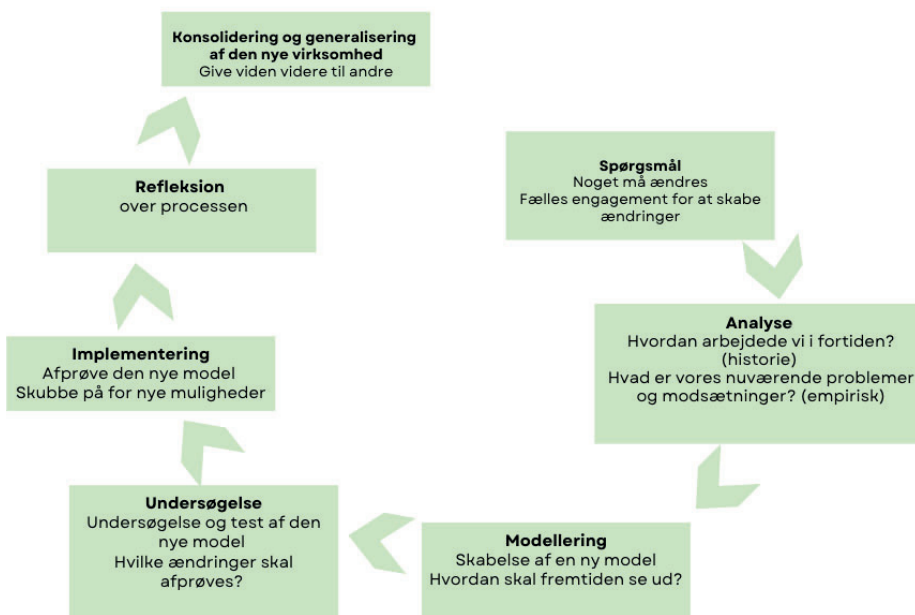 Konsolidering og generalisering
af den nye virksomhed
Give viden videre til andre
Refleksion
over processen
Spørgsmål
Noget må ændres
Fælles engagement for at skabe
ændringer
Analyse
Hvordan arbejdede vi i fortiden?
(historie)
Hvad er vores nuværende problemer
og modsætninger? (empirisk)
Implementering
Afprøve den nye model
Skubbe på for nye muligheder
Undersøgelse
Undersøgelse og test af den
nye model
Hvilke ændringer skal
afprøves?
Modellering
Skabelse af en ny model
Hvordan skal fremtiden se ud?